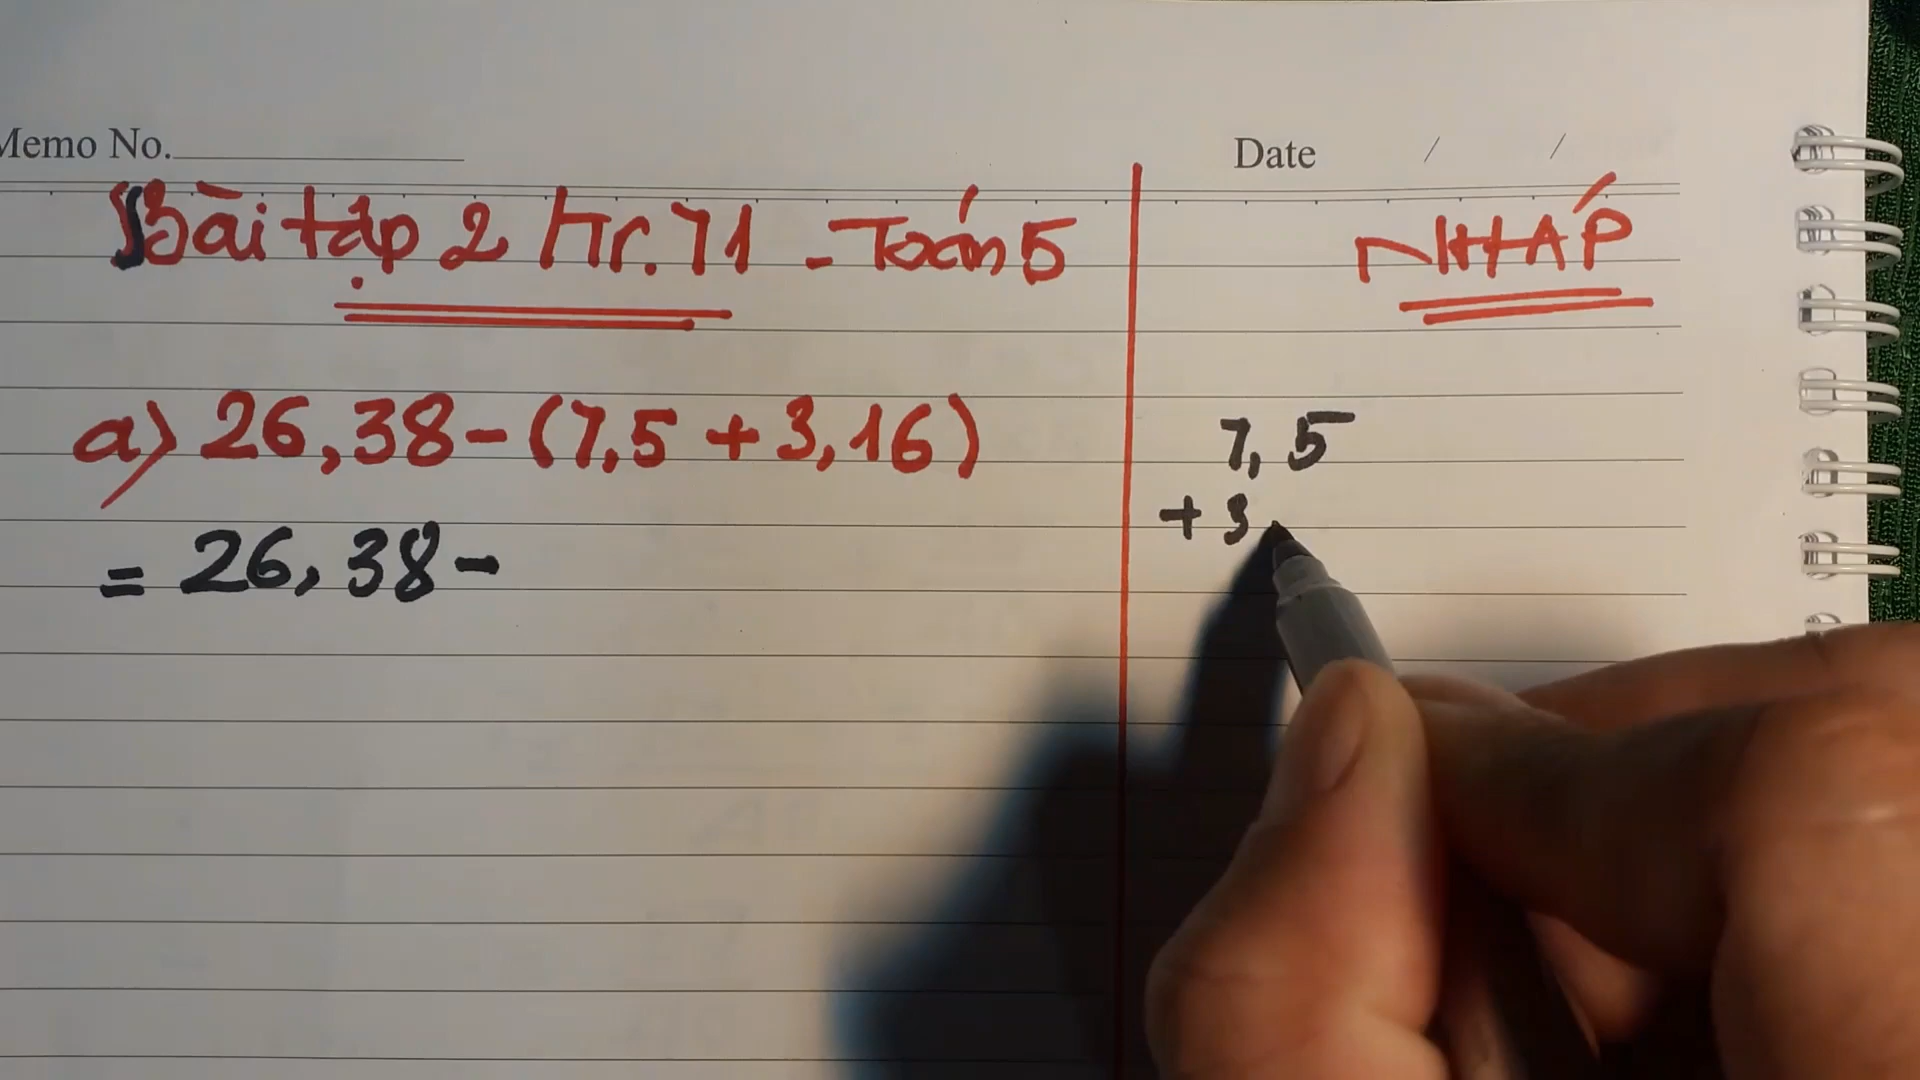 Memo No.
Date / /
Bài tập 2 /Tr.71 - Toán 5
NHÁP
a) 26,38 - (7,5 + 3,16)
= 26,38 -
7,5
+ 3